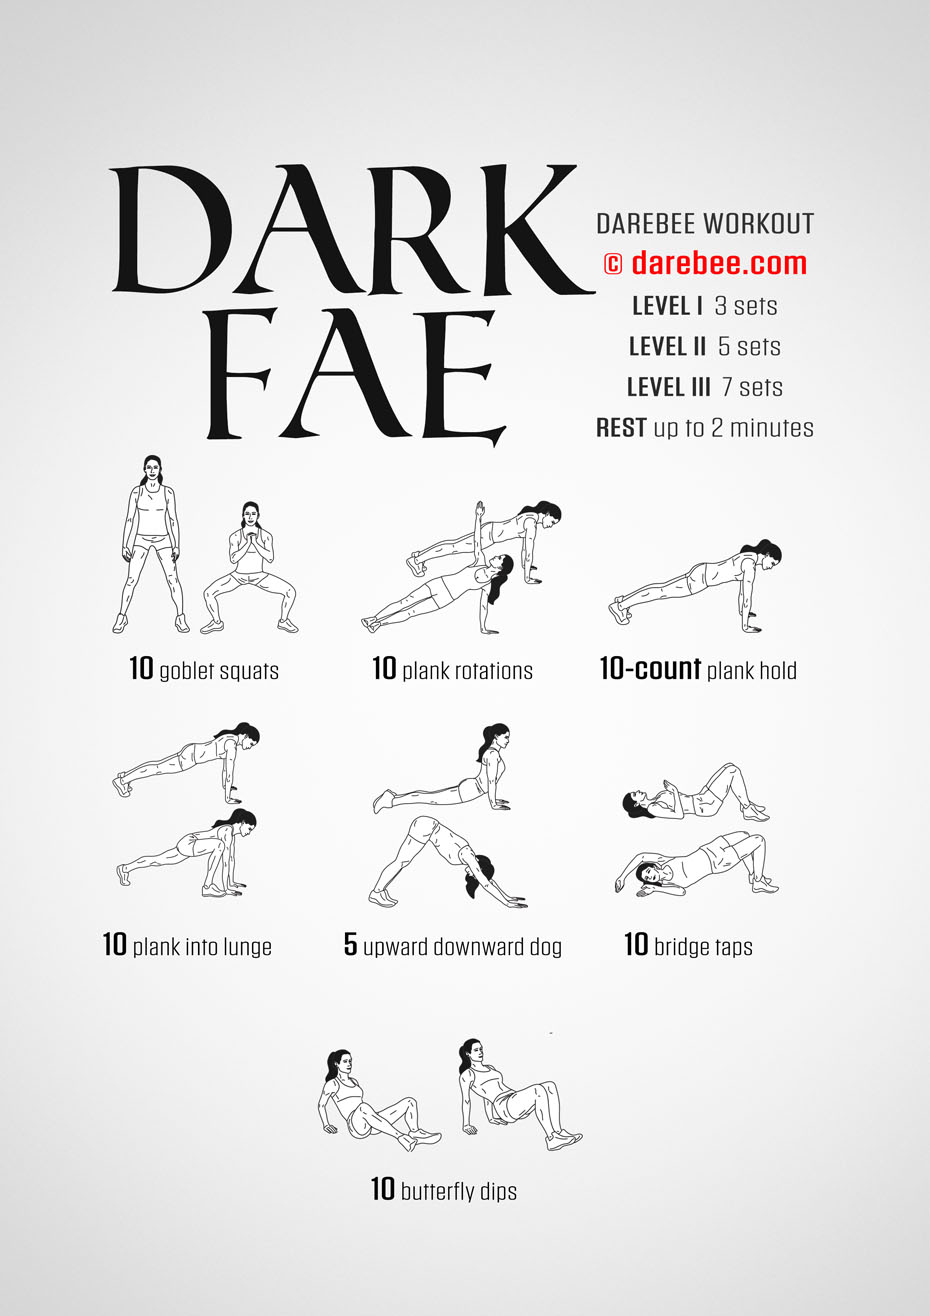 DARK
FAE
DAREBEE WORKOUT
© darebee.com
LEVEL I 3 sets
LEVEL II 5 sets
LEVEL III 7 sets
REST up to 2 minutes
10 goblet squats
10 plank rotations
10-count plank hold
10 plank into lunge
5 upward downward dog
10 bridge taps
10 butterfly dips